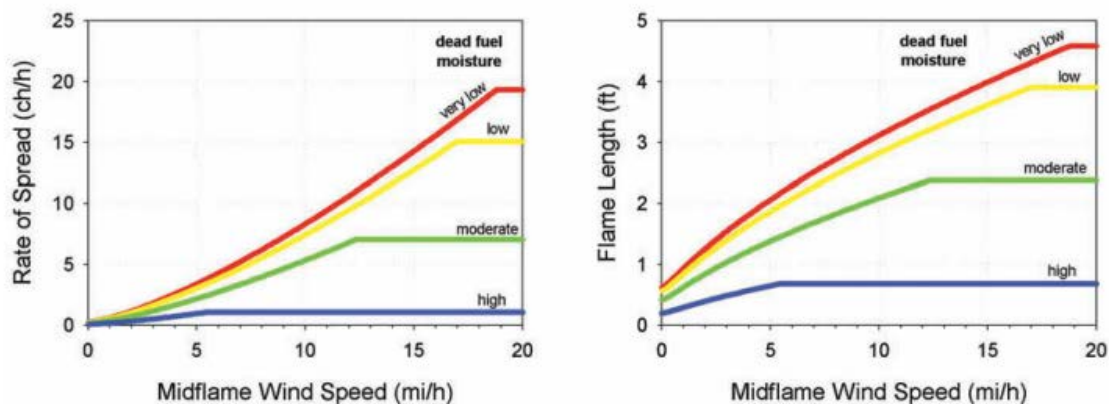 Rate of Spread (ch/h)
25
20
15
10
5
0
dead fuel
moisture
very low
low
moderate
high
0 5 10 15 20
Midflame Wind Speed (mi/h)
Flame Length (ft)
5
4
3
2
1
0
dead fuel
moisture
very low
low
moderate
high
0 5 10 15 20
Midflame Wind Speed (mi/h)